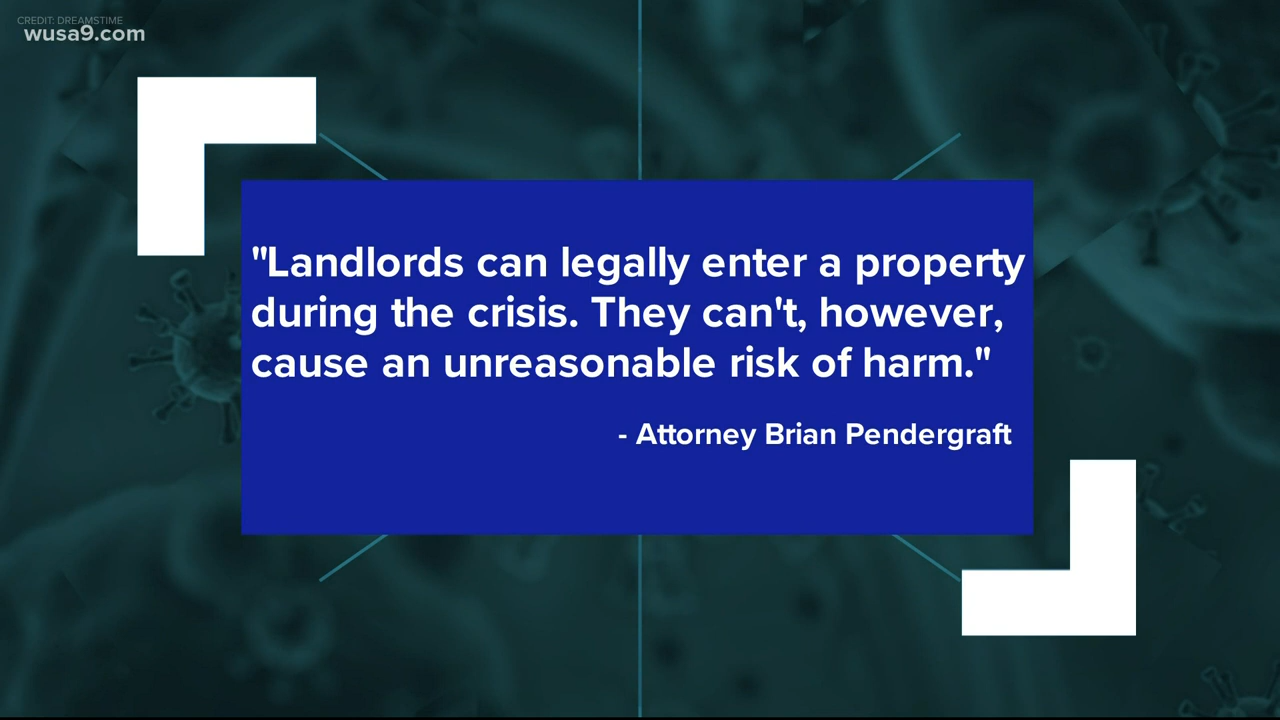 CREDIT: DREAMSTIME
wusa9.com
"Landlords can legally enter a property
during the crisis. They can't, however,
cause an unreasonable risk of harm."
- Attorney Brian Pendergraft